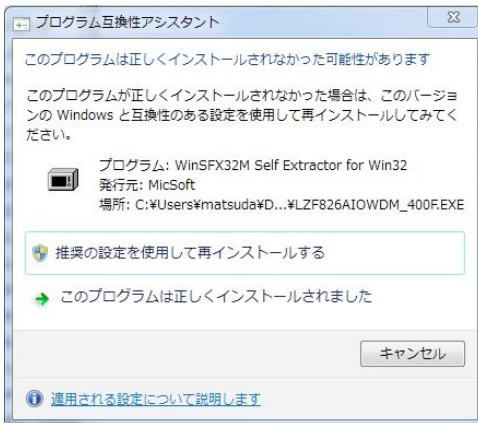 プログラム互換性アシスタント
このプログラムは正しくインストールされなかった可能性があります
このプログラムが正しくインストールされなかった場合は、このバージョ
ンの Windows と互換性のある設定を使用して再インストールしてみてく
ださい。
プログラム: WinSFX32M Self Extractor for Win32
発行元: MicSoft
場所: C:¥Users¥matsuda¥D...¥LZF826AIOWDM_400F.EXE
推奨の設定を使用して再インストールする
このプログラムは正しくインストールされました
キャンセル
適用される設定について説明します